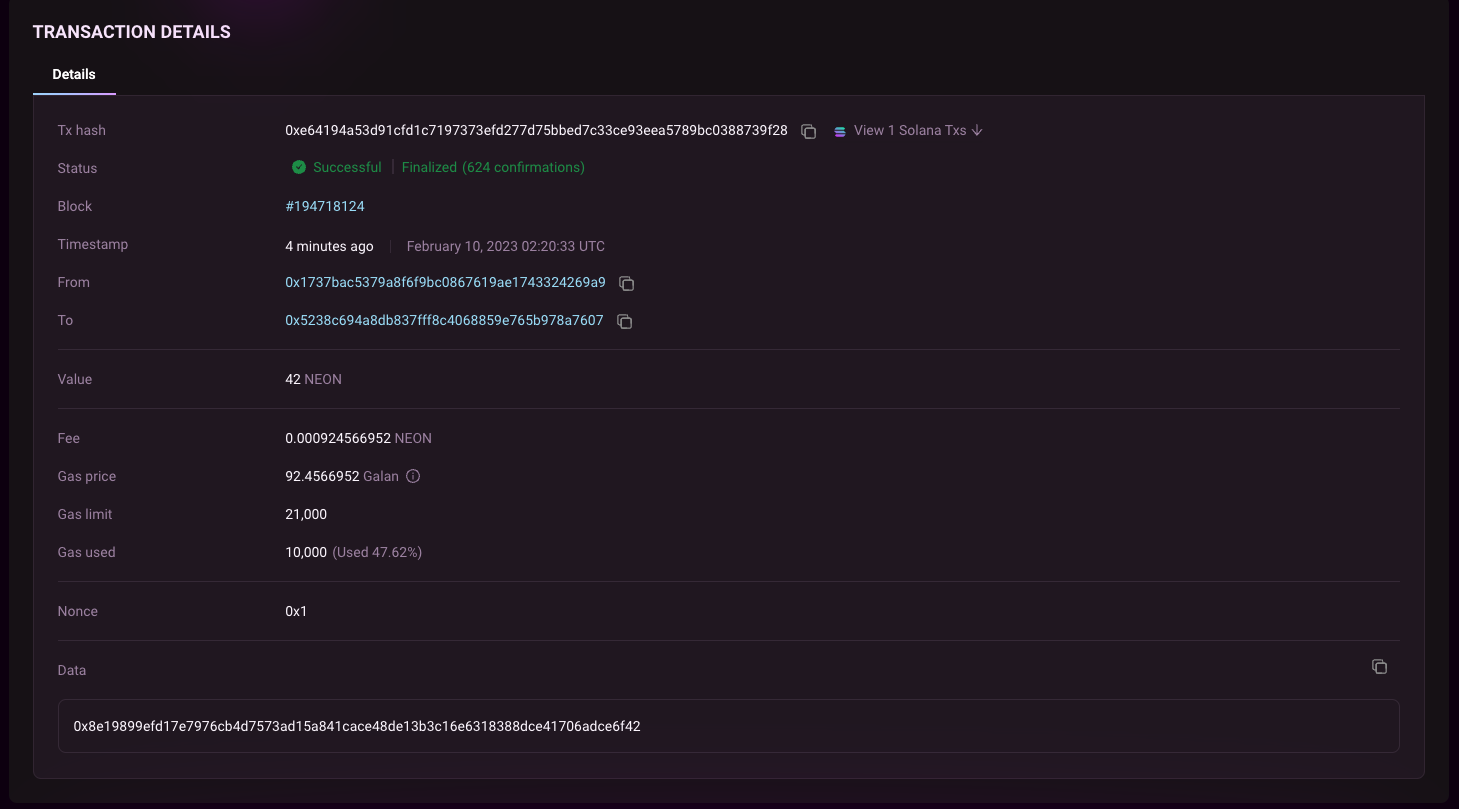 TRANSACTION DETAILS
Details
Tx hash 0xe64194a53d91cfd1c7197373efd277d75bbed7c33ce93eea5789bc0388739f28 View 1 Solana Txs ↓
Status Successful | Finalized (624 confirmations)
Block #194718124
Timestamp 4 minutes ago | February 10, 2023 02:20:33 UTC
From 0x1737bac5379a8f6f9bc0867619ae1743324269a9
To 0x5238c694a8db837fff8c4068859e765b978a7607
Value 42 NEON
Fee 0.000924566952 NEON
Gas price 92.4566952 Galan
Gas limit 21,000
Gas used 10,000 (Used 47.62%)
Nonce 0x1
Data
0x8e19899efd17e7976cb4d7573ad15a841cace48de13b3c16e6318388dce41706adce6f42